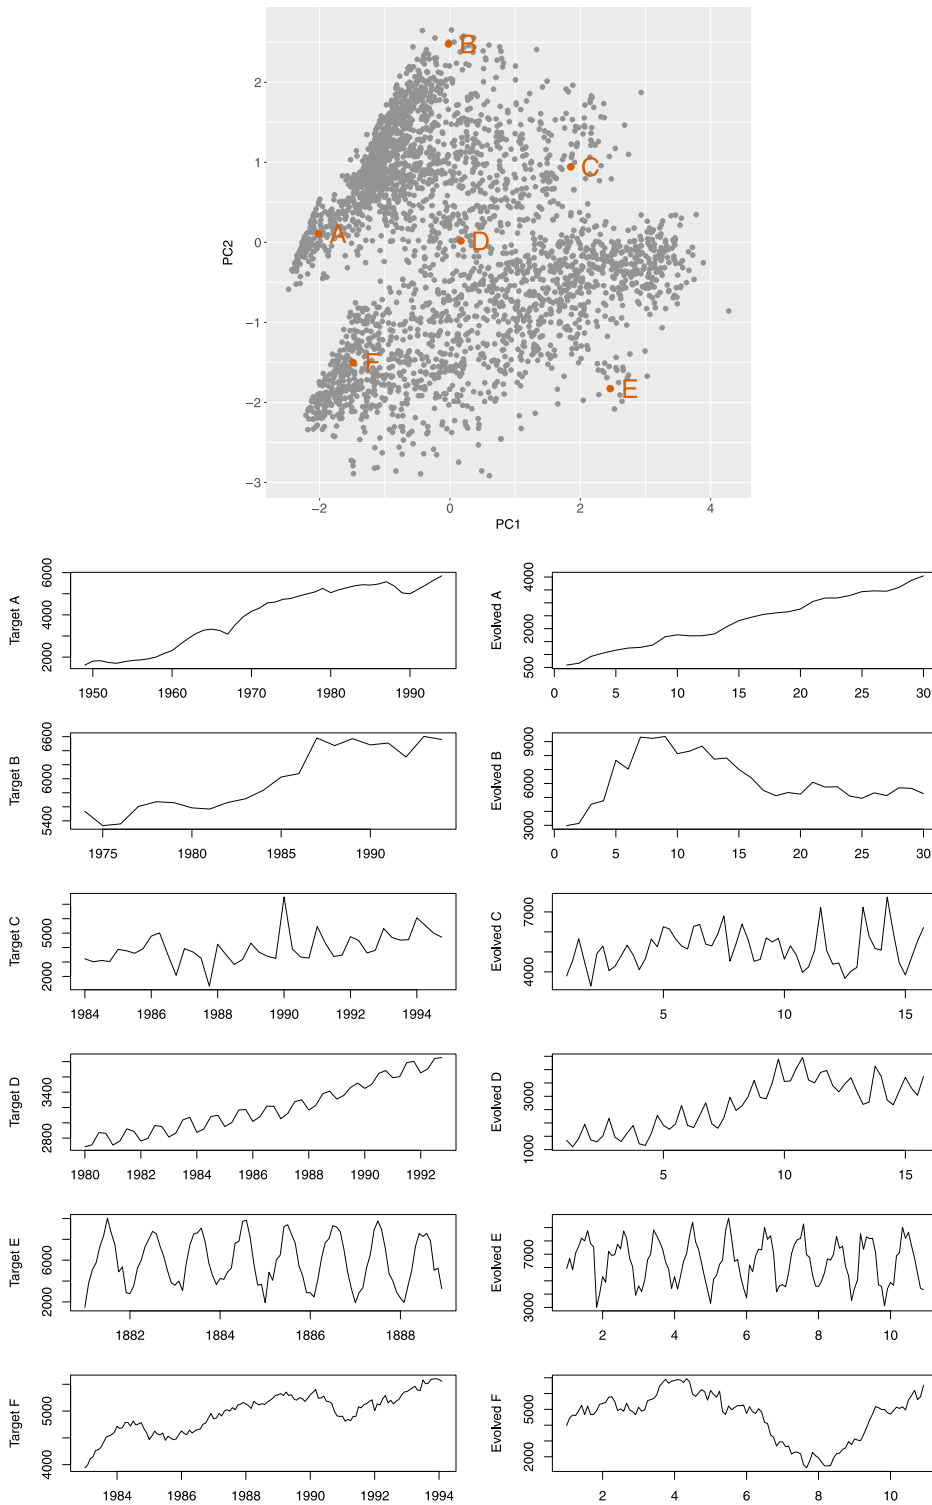 B
2
C
1
A
D
0
PC2
−1
F
E
−2
−3
−2 0 2 4
PC1
Target A
2000 4000 6000
1950 1960 1970 1980 1990
Evolved A
500 2000 4000
0 5 10 15 20 25 30
Target B
5400 6000 6600
1975 1980 1985 1990
Evolved B
3000 6000 9000
0 5 10 15 20 25 30
Target C
2000 5000
1984 1986 1988 1990 1992 1994
Evolved C
4000 7000
5 10 15
Target D
2800 3400
1980 1982 1984 1986 1988 1990 1992
Evolved D
1000 3000
5 10 15
Target E
2000 6000
1882 1884 1886 1888
Evolved E
3000 7000
2 4 6 8 10
Target F
4000 5000
1984 1986 1988 1990 1992 1994
Evolved F
2000 5000
2 4 6 8 10